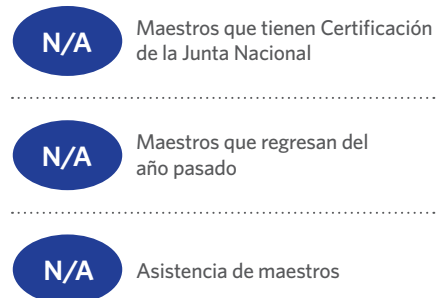 N/A
Maestros que tienen Certificación
de la Junta Nacional
N/A
Maestros que regresan del
año pasado
N/A
Asistencia de maestros